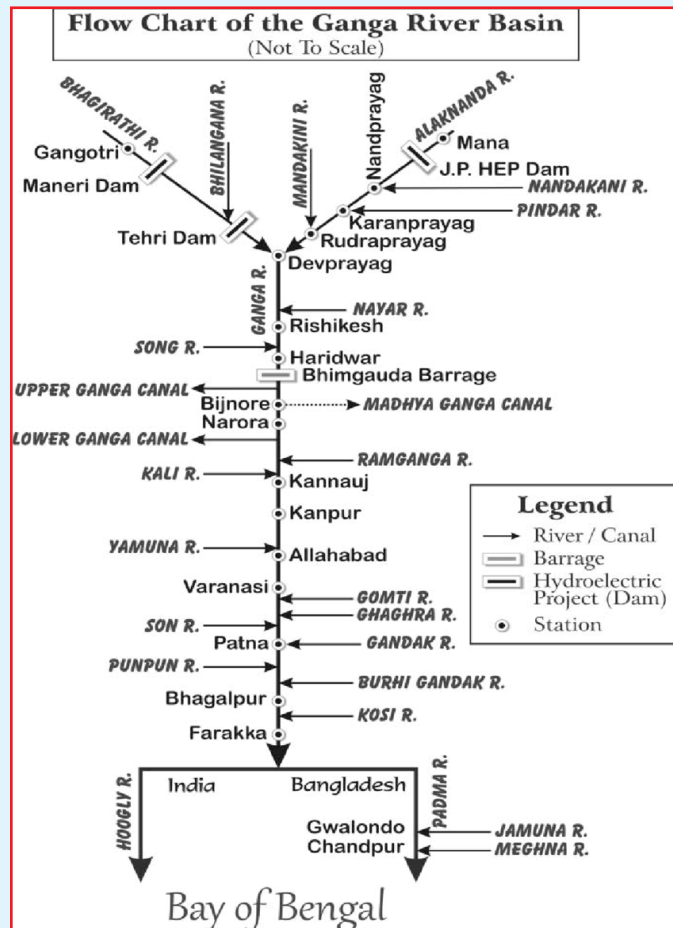 Flow Chart of the Ganga River Basin
(Not To Scale)
BHAGIRATHI R.
BHILANGANA R.
MANDAKINI R.
Nandprayag
ALAKNANDA R.
Gangotri
Mana
Maneri Dam
J.P. HEP Dam
NANDAKANI R.
PINDAR R.
Karanprayag
Tehri Dam
Rudraprayag
Devprayag
GANGA R.
NAYAR R.
Rishikesh
SONG R.
Haridwar
Bhimgauda Barrage
UPPER GANGA CANAL
Bijnore
MADHYA GANGA CANAL
Narora
LOWER GANGA CANAL
RAMGANGA R.
KALI R.
Kannauj
Kanpur
YAMUNA R.
Allahabad
Varanasi
GOMTI R.
GHAGHRA R.
SON R.
Patna
GANDAK R.
PUNPUN R.
BURHI GANDAK R.
Bhagalpur
KOSI R.
Farakka
Legend
River / Canal
Barrage
Hydroelectric
Project (Dam)
Station
India
Bangladesh
HOOGLY R.
PADMA R.
Gwalondo
JAMUNA R.
Chandpur
MEGHNA R.
Bay of Bengal